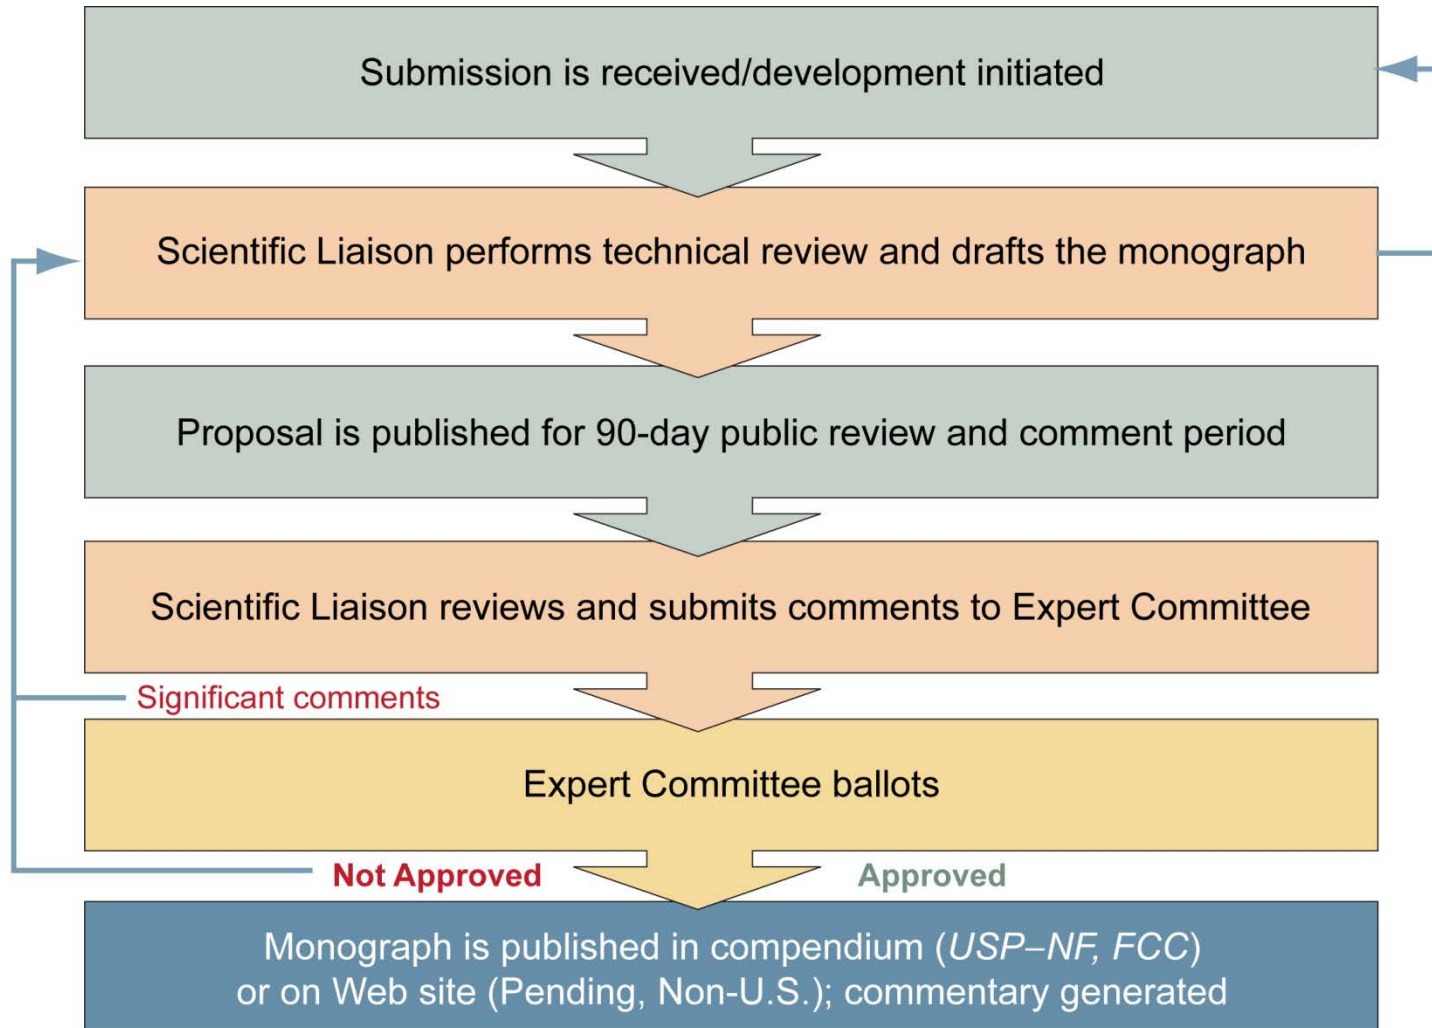 Submission is received/development initiated
Scientific Liaison performs technical review and drafts the monograph
Proposal is published for 90-day public review and comment period
Scientific Liaison reviews and submits comments to Expert Committee
Significant comments
Expert Committee ballots
Not Approved
Approved
Monograph is published in compendium (USP–NF, FCC)
or on Web site (Pending, Non-U.S.); commentary generated